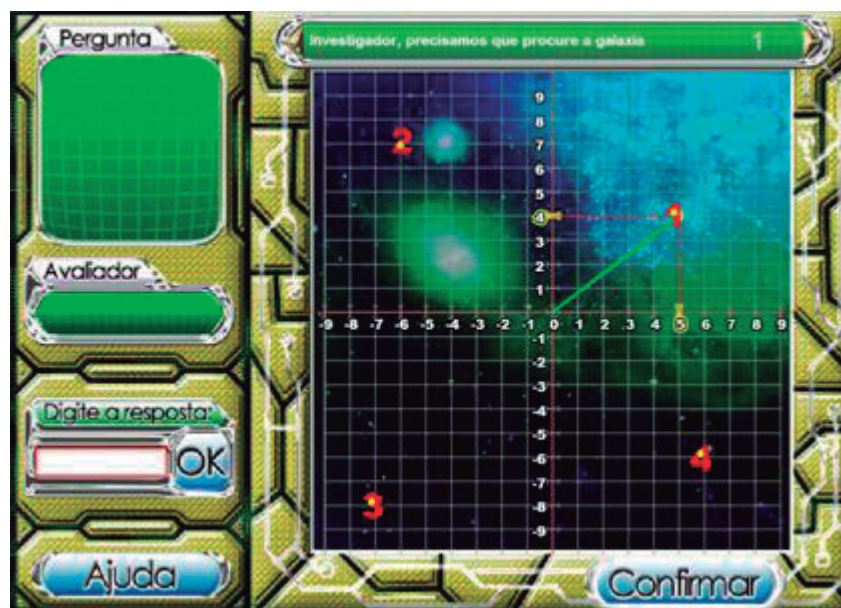 Pergunta
Investigador, precisamos que procure a galaxia 1
9
8
2 7
6
5
4 1
3
2
1
-9 -8 -7 -6 -5 -4 -3 -2 -1 0 1 2 3 4 5 6 7 8 9
-1
-2
-3
-4
-5
-6 4
-7
3 -8
-9
Avaliador
Digite a resposta:
OK
Ajuda
Confirmar